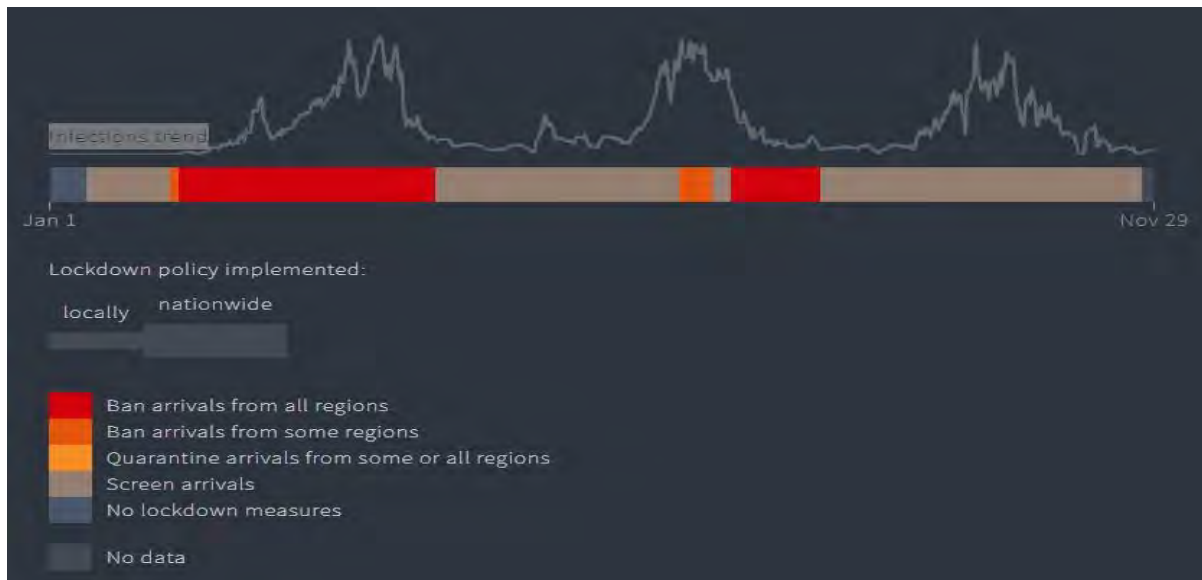 Infections trend
Jan 1
Nov 29
Lockdown policy implemented:
locally
nationwide
Ban arrivals from all regions
Ban arrivals from some regions
Quarantine arrivals from some or all regions
Screen arrivals
No lockdown measures
No data